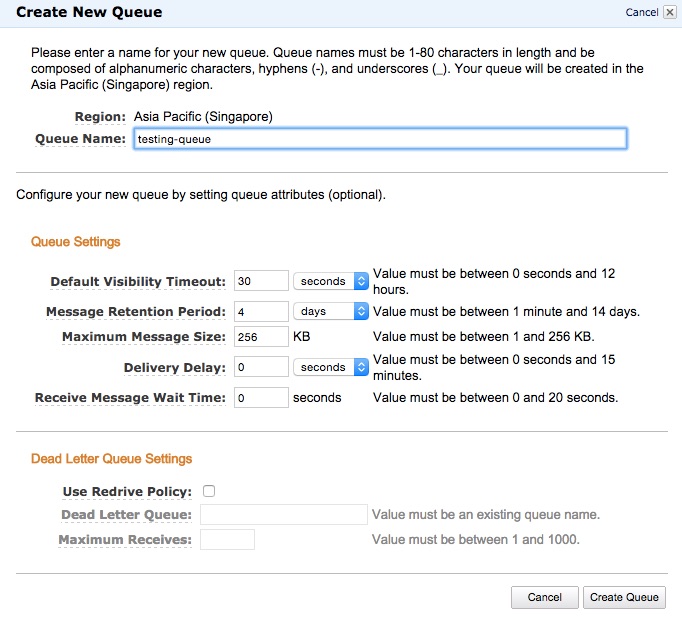 Create New Queue
Cancel
Please enter a name for your new queue. Queue names must be 1-80 characters in length and be
composed of alphanumeric characters, hyphens (-), and underscores (_). Your queue will be created in the
Asia Pacific (Singapore) region.
Region: Asia Pacific (Singapore)
Queue Name: testing-queue
Configure your new queue by setting queue attributes (optional).
Queue Settings
Default Visibility Timeout: 30 seconds Value must be between 0 seconds and 12
hours.
Message Retention Period: 4 days Value must be between 1 minute and 14 days.
Maximum Message Size: 256 KB Value must be between 1 and 256 KB.
Delivery Delay: 0 seconds Value must be between 0 seconds and 15
minutes.
Receive Message Wait Time: 0 seconds Value must be between 0 and 20 seconds.
Dead Letter Queue Settings
Use Redrive Policy:
Dead Letter Queue: Value must be an existing queue name.
Maximum Receives: Value must be between 1 and 1000.
Cancel Create Queue